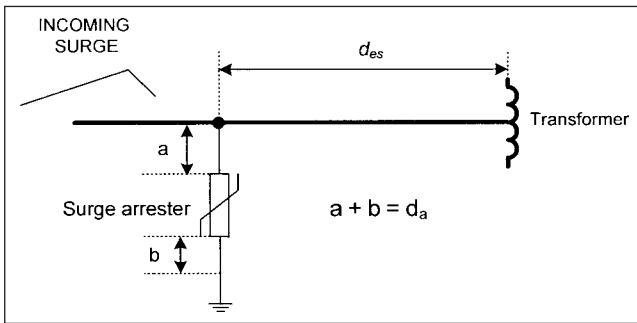 INCOMING
SURGE
d_es
Transformer
a
Surge arrester
a + b = d_a
b